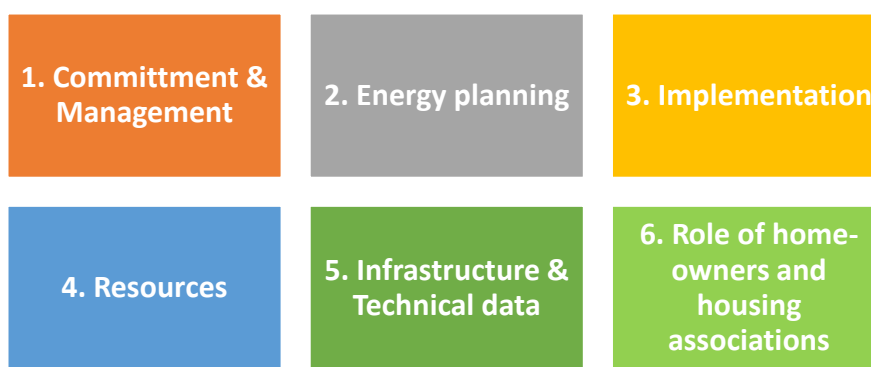 1. Committment &
Management
2. Energy planning
3. Implementation
4. Resources
5. Infrastructure &
Technical data
6. Role of home-
owners and
housing
associations